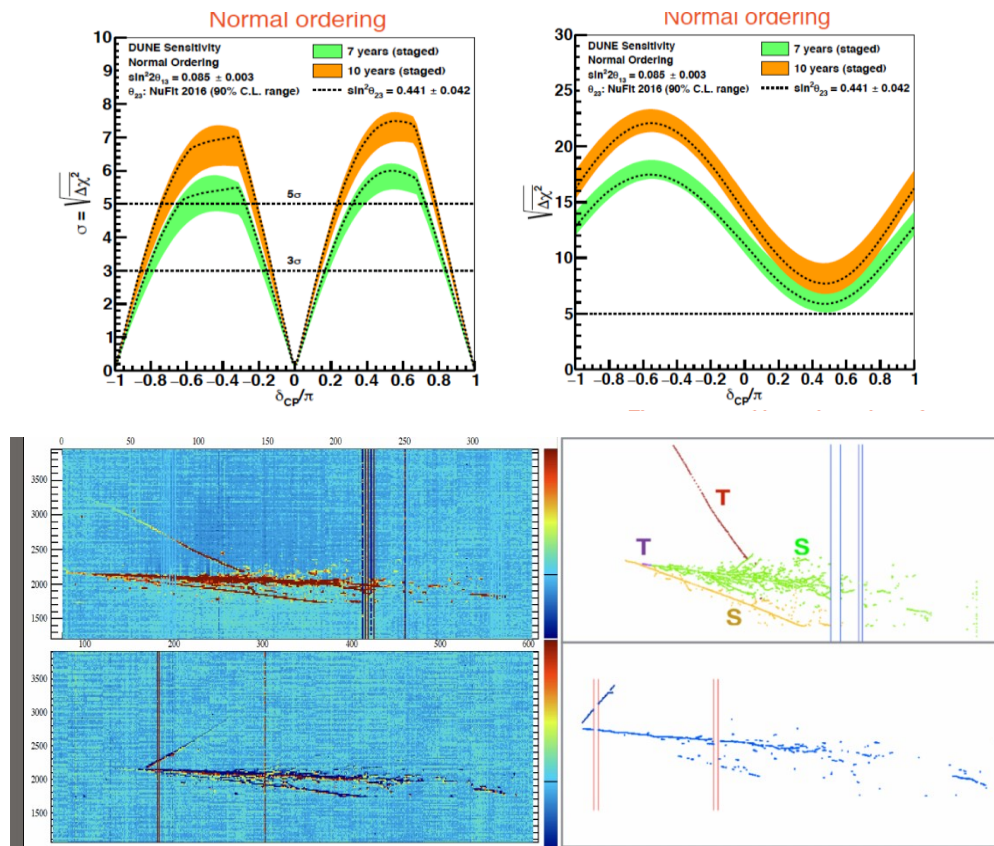 Normal ordering
DUNE Sensitivity
Normal Ordering
sin²2θ₁₃ = 0.085 ± 0.003
θ₂₃: NuFit 2016 (90% C.L. range)
7 years (staged)
10 years (staged)
sin²θ₂₃ = 0.441 ± 0.042
10
9
8
7
6
5
4
3
2
1
0
5σ
3σ
σ = √Δχ²
−1 −0.8 −0.6 −0.4 −0.2 0 0.2 0.4 0.6 0.8 1
δCP/π
Normal ordering
DUNE Sensitivity
Normal Ordering
sin²2θ₁₃ = 0.085 ± 0.003
θ₂₃: NuFit 2016 (90% C.L. range)
7 years (staged)
10 years (staged)
sin²θ₂₃ = 0.441 ± 0.042
30
25
20
15
10
5
0
√Δχ²
−1 −0.8 −0.6 −0.4 −0.2 0 0.2 0.4 0.6 0.8 1
δCP/π
0 50 100 150 200 250 300
3500
3000
2500
2000
1500
T
T
S
S
100 200 300 400 500 600
3500
3000
2500
2000
1500